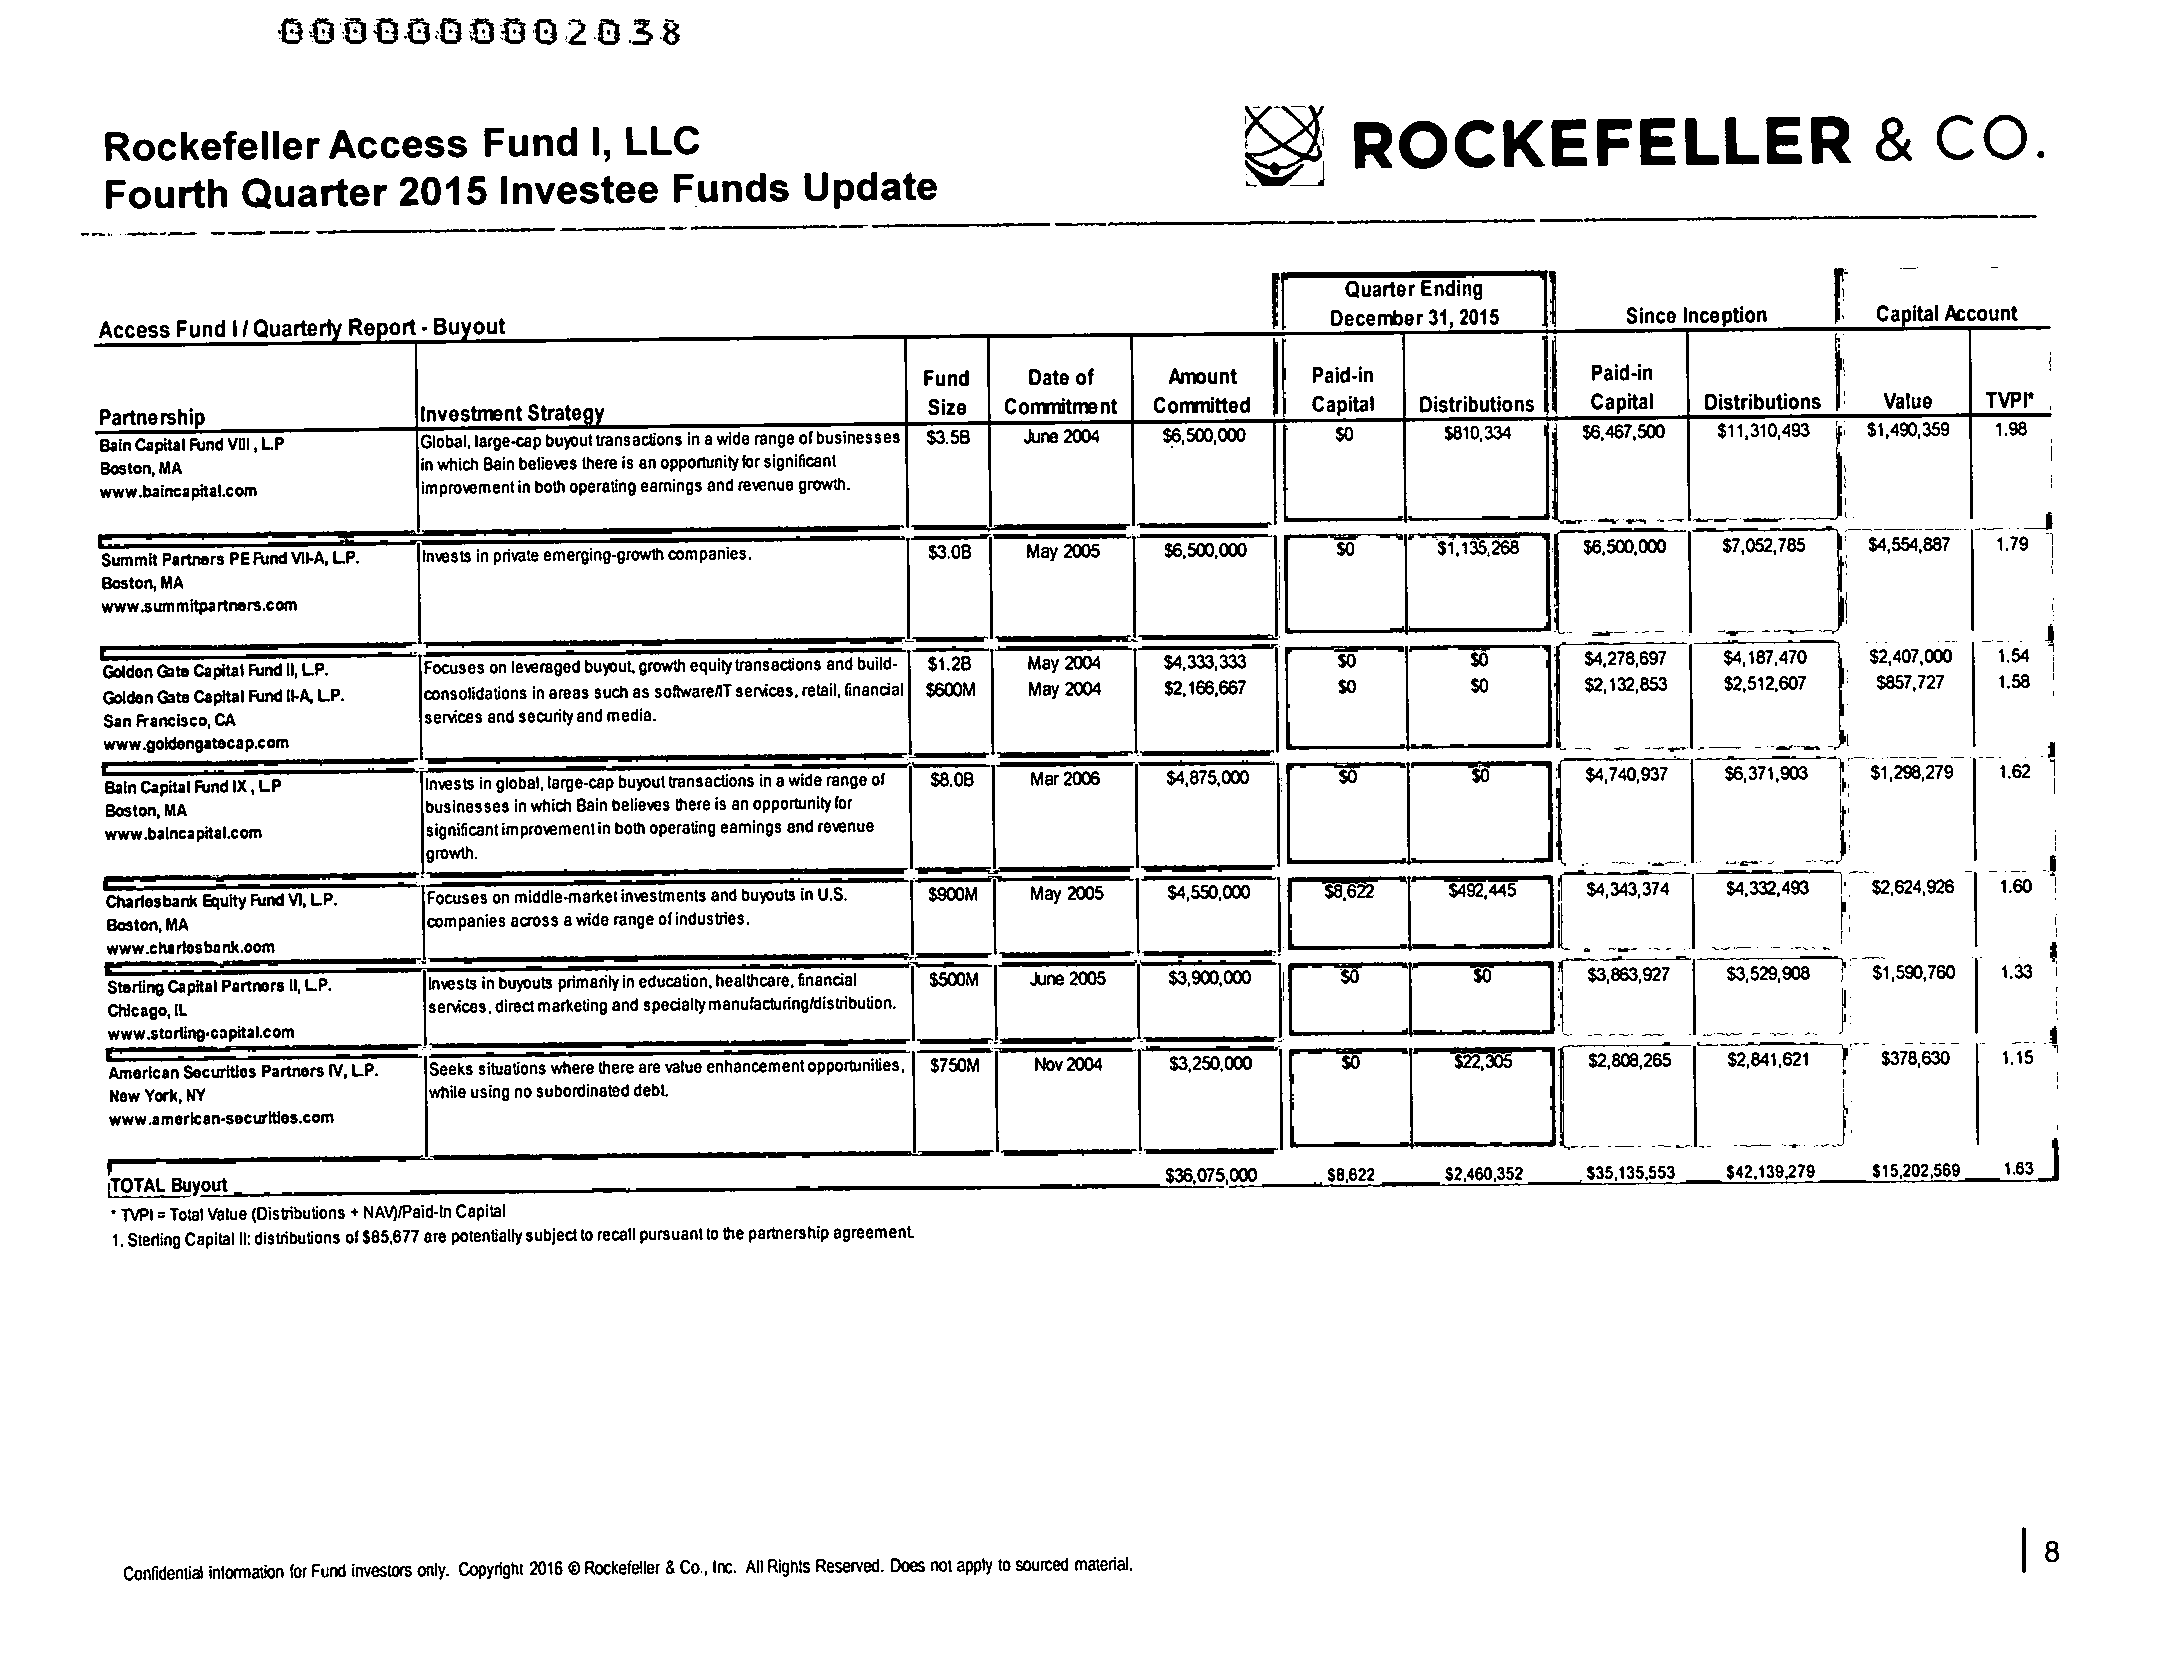 0000000002038
Rockefeller Access Fund I, LLC
Fourth Quarter 2015 Investee Funds Update
ROCKEFELLER & CO.
Access Fund I / Quarterly Report - Buyout
Quarter Ending
December 31, 2015
Since Inception
Capital Account
Partnership Investment Strategy Fund Size Date of Commitment Amount Committed Paid-in Capital Distributions Paid-in Capital Distributions Value TVPI*
Bain Capital Fund VIII , L.P Global, large-cap buyout transactions in a wide range of businesses $3.5B June 2004 $6,500,000 $0 $810,334 $6,467,500 $11,310,493 $1,490,359 1.98
Boston, MA in which Bain believes there is an opportunity for significant
www.baincapital.com improvement in both operating earnings and revenue growth.
Summit Partners PE Fund VII-A, L.P. Invests in private emerging-growth companies. $3.0B May 2005 $6,500,000 $0 $1,135,268 $6,500,000 $7,052,785 $4,554,887 1.79
Boston, MA
www.summitpartners.com
Golden Gate Capital Fund II, L.P. Focuses on leveraged buyout, growth equity transactions and build- $1.2B May 2004 $4,333,333 $0 $0 $4,278,697 $4,187,470 $2,407,000 1.54
Golden Gate Capital Fund II-A, L.P. consolidations in areas such as software/IT services, retail, financial $600M May 2004 $2,166,667 $0 $0 $2,132,853 $2,512,607 $857,727 1.58
San Francisco, CA services and security and media.
www.goldengatecap.com
Bain Capital Fund IX , L.P Invests in global, large-cap buyout transactions in a wide range of $8.0B Mar 2006 $4,875,000 $0 $0 $4,740,937 $6,371,903 $1,298,279 1.62
Boston, MA businesses in which Bain believes there is an opportunity for
www.baincapital.com significant improvement in both operating earnings and revenue
growth.
Charlesbank Equity Fund VI, L.P. Focuses on middle-market investments and buyouts in U.S. $900M May 2005 $4,550,000 $8,622 $492,445 $4,343,374 $4,332,493 $2,624,926 1.60
Boston, MA companies across a wide range of industries.
www.charlesbank.com
Sterling Capital Partners II, L.P. Invests in buyouts primarily in education, healthcare, financial $500M June 2005 $3,900,000 $0 $0 $3,863,927 $3,529,908 $1,590,760 1.33
Chicago, IL services, direct marketing and specialty manufacturing/distribution.
www.sterling-capital.com
American Securities Partners IV, L.P. Seeks situations where there are value enhancement opportunities, $750M Nov 2004 $3,250,000 $0 $22,305 $2,808,265 $2,841,621 $378,630 1.15
New York, NY while using no subordinated debt.
www.american-securities.com
TOTAL Buyout $36,075,000 $8,622 $2,460,352 $35,135,553 $42,139,279 $15,202,569 1.63
* TVPI = Total Value (Distributions + NAV)/Paid-In Capital
1. Sterling Capital II: distributions of $85,677 are potentially subject to recall pursuant to the partnership agreement.
Confidential information for Fund investors only. Copyright 2016 © Rockefeller & Co., Inc. All Rights Reserved. Does not apply to sourced material.
8